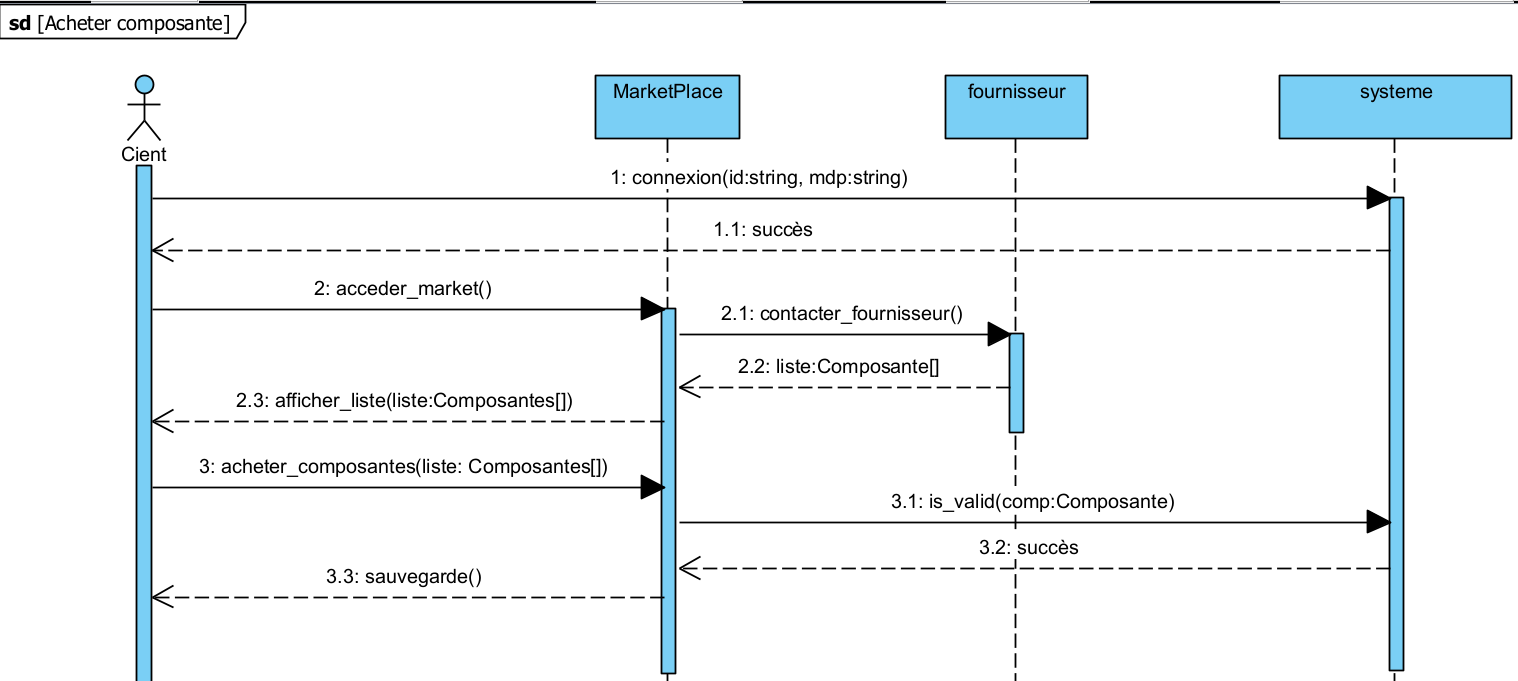 sd [Acheter composante]
MarketPlace
fournisseur
systeme
Cient
1: connexion(id:string, mdp:string)
1.1: succès
2: acceder_market()
2.1: contacter_fournisseur()
2.2: liste:Composante[]
2.3: afficher_liste(liste:Composantes[])
3: acheter_composantes(liste: Composantes[])
3.1: is_valid(comp:Composante)
3.2: succès
3.3: sauvegarde()